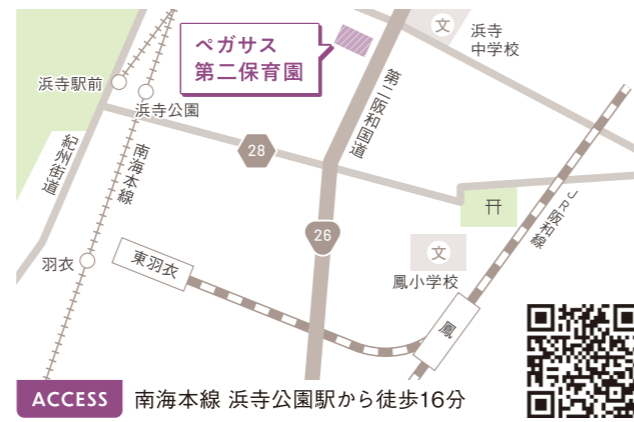 文
浜寺
中学校
ペガサス
第二保育園
浜寺駅前
浜寺公園
第二阪和国道
紀州街道
南海本線
28
JR阪和線
26
文
鳳小学校
羽衣
東羽衣
鳳
ACCESS 南海本線 浜寺公園駅から徒歩16分